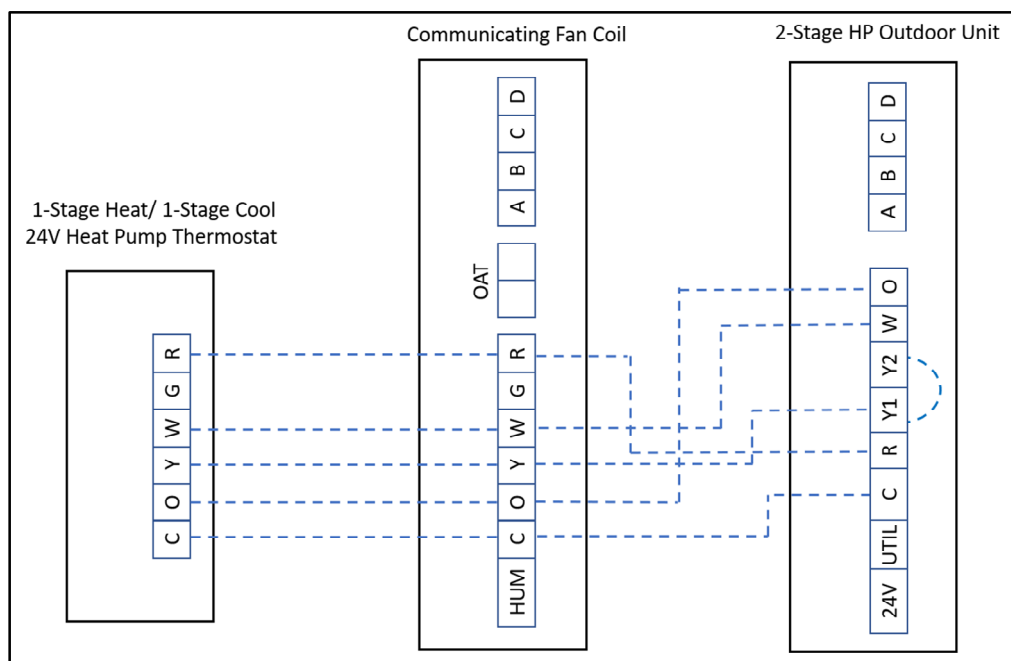 Communicating Fan Coil
2-Stage HP Outdoor Unit
1-Stage Heat/ 1-Stage Cool
24V Heat Pump Thermostat
R
G
W
Y
O
C
D
C
B
A
OAT
R
G
W
Y
O
C
HUM
D
C
B
A
O
W
Y2
Y1
R
C
UTIL
24V